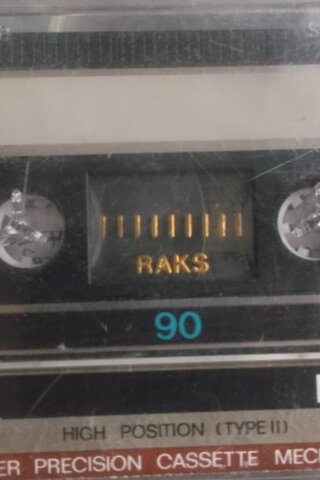 RAKS
90
HIGH POSITION (TYPE II)
ER PRECISION CASSETTE MEC